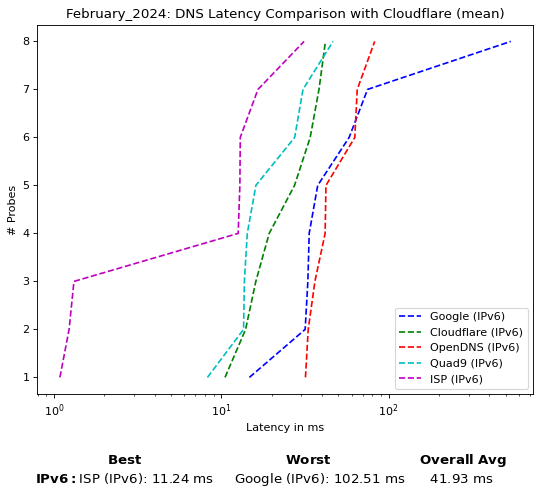 February_2024: DNS Latency Comparison with Cloudflare (mean)
8
7
6
5
4
3
2
1
# Probes
Google (IPv6)
Cloudflare (IPv6)
OpenDNS (IPv6)
Quad9 (IPv6)
ISP (IPv6)
10^0 10^1 10^2
Latency in ms
Best Worst Overall Avg
IPv6: ISP (IPv6): 11.24 ms Google (IPv6): 102.51 ms 41.93 ms